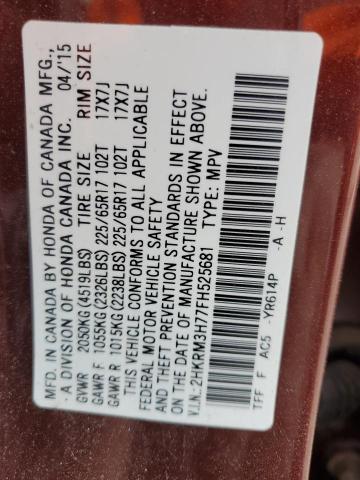 MFD. IN CANADA BY HONDA OF CANADA MFG.,
A DIVISION OF HONDA CANADA INC. 04/15
GVWR 2050KG(4519LBS) TIRE SIZE RIM SIZE
GAWR F 1055KG(2326LBS) 225/65R17 102T 17X7J
GAWR R 1015KG(2238LBS) 225/65R17 102T 17X7J
THIS VEHICLE CONFORMS TO ALL APPLICABLE
FEDERAL MOTOR VEHICLE SAFETY
AND THEFT PREVENTION STANDARDS IN EFFECT
ON THE DATE OF MANUFACTURE SHOWN ABOVE.
V.I.N.:2HKRM3H77FH525681 TYPE: MPV
TFF F AC5 -YR614P -A -H